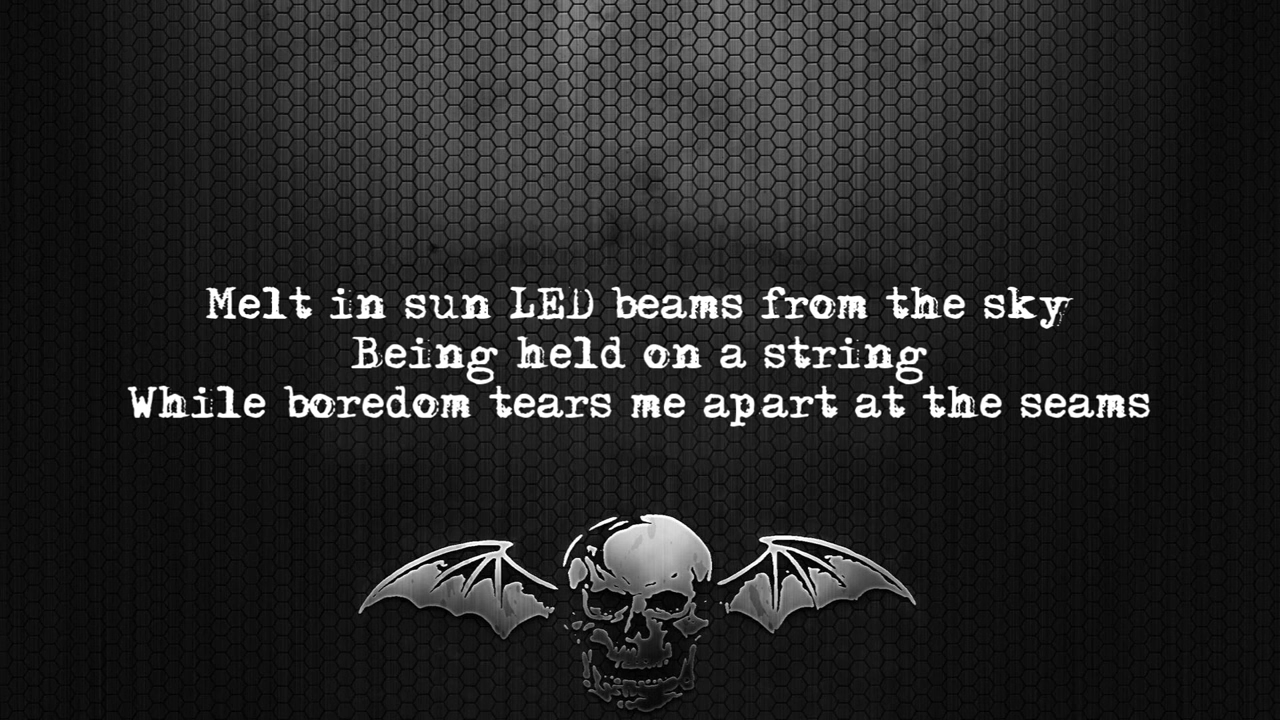 Melt in sun LED beams from the sky
Being held on a string
While boredom tears me apart at the seams